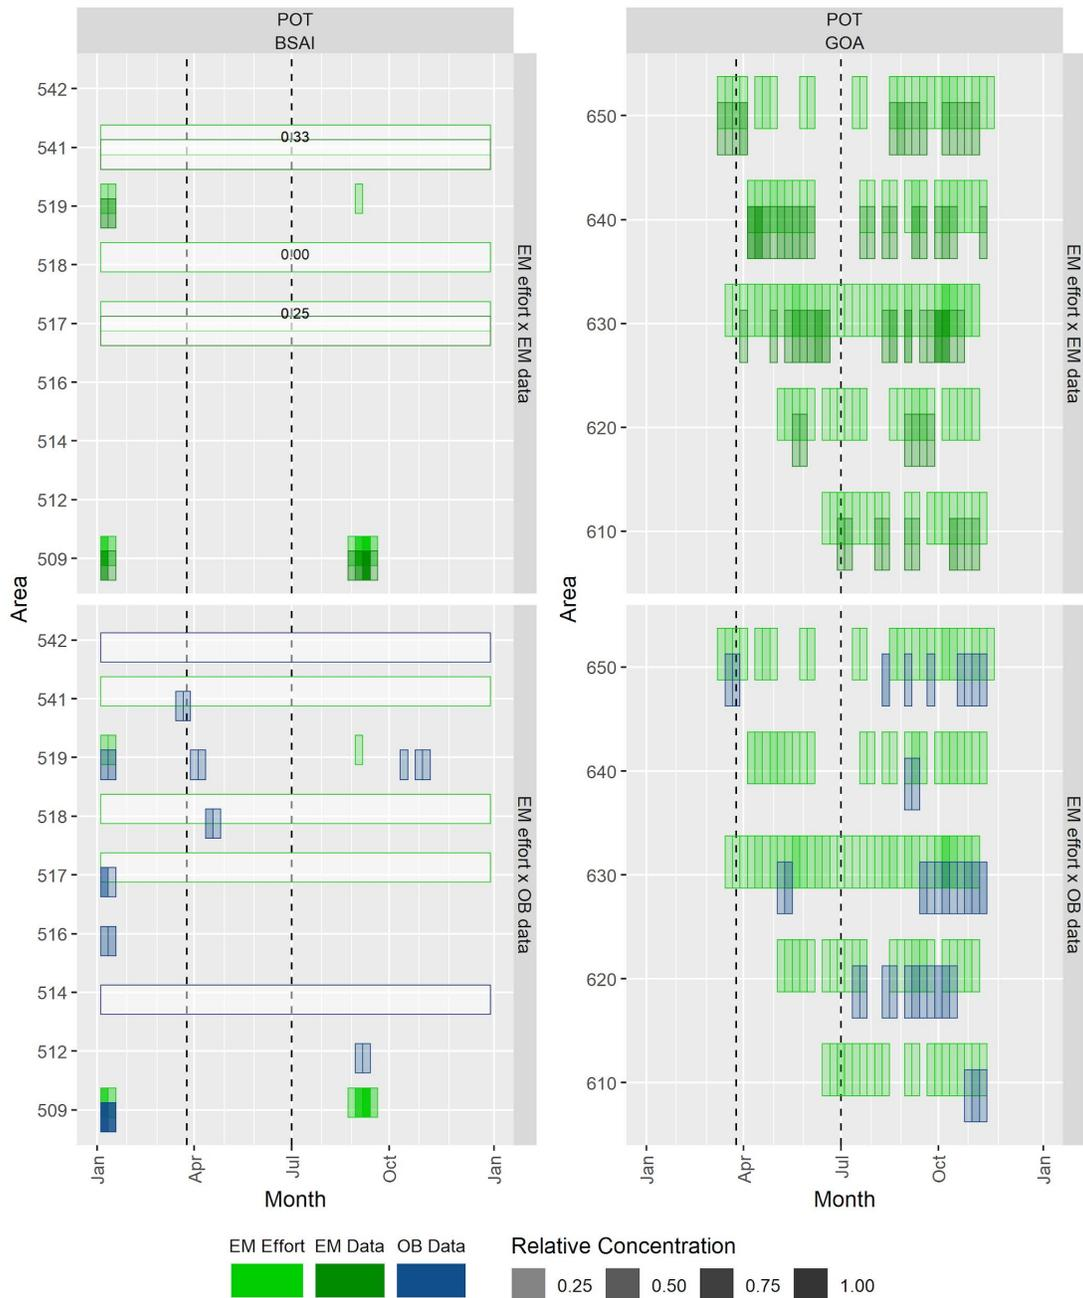 POT
BSAI
POT
GOA
Area
542
541
519
518
517
516
514
512
509
0.33
0.00
0.25
EM effort x EM data
Area
650
640
630
620
610
EM effort x EM data
542
541
519
518
517
516
514
512
509
EM effort x OB data
650
640
630
620
610
EM effort x OB data
Jan
Apr
Jul
Oct
Jan
Month
Jan
Apr
Jul
Oct
Jan
Month
EM Effort EM Data OB Data
Relative Concentration
0.25 0.50 0.75 1.00